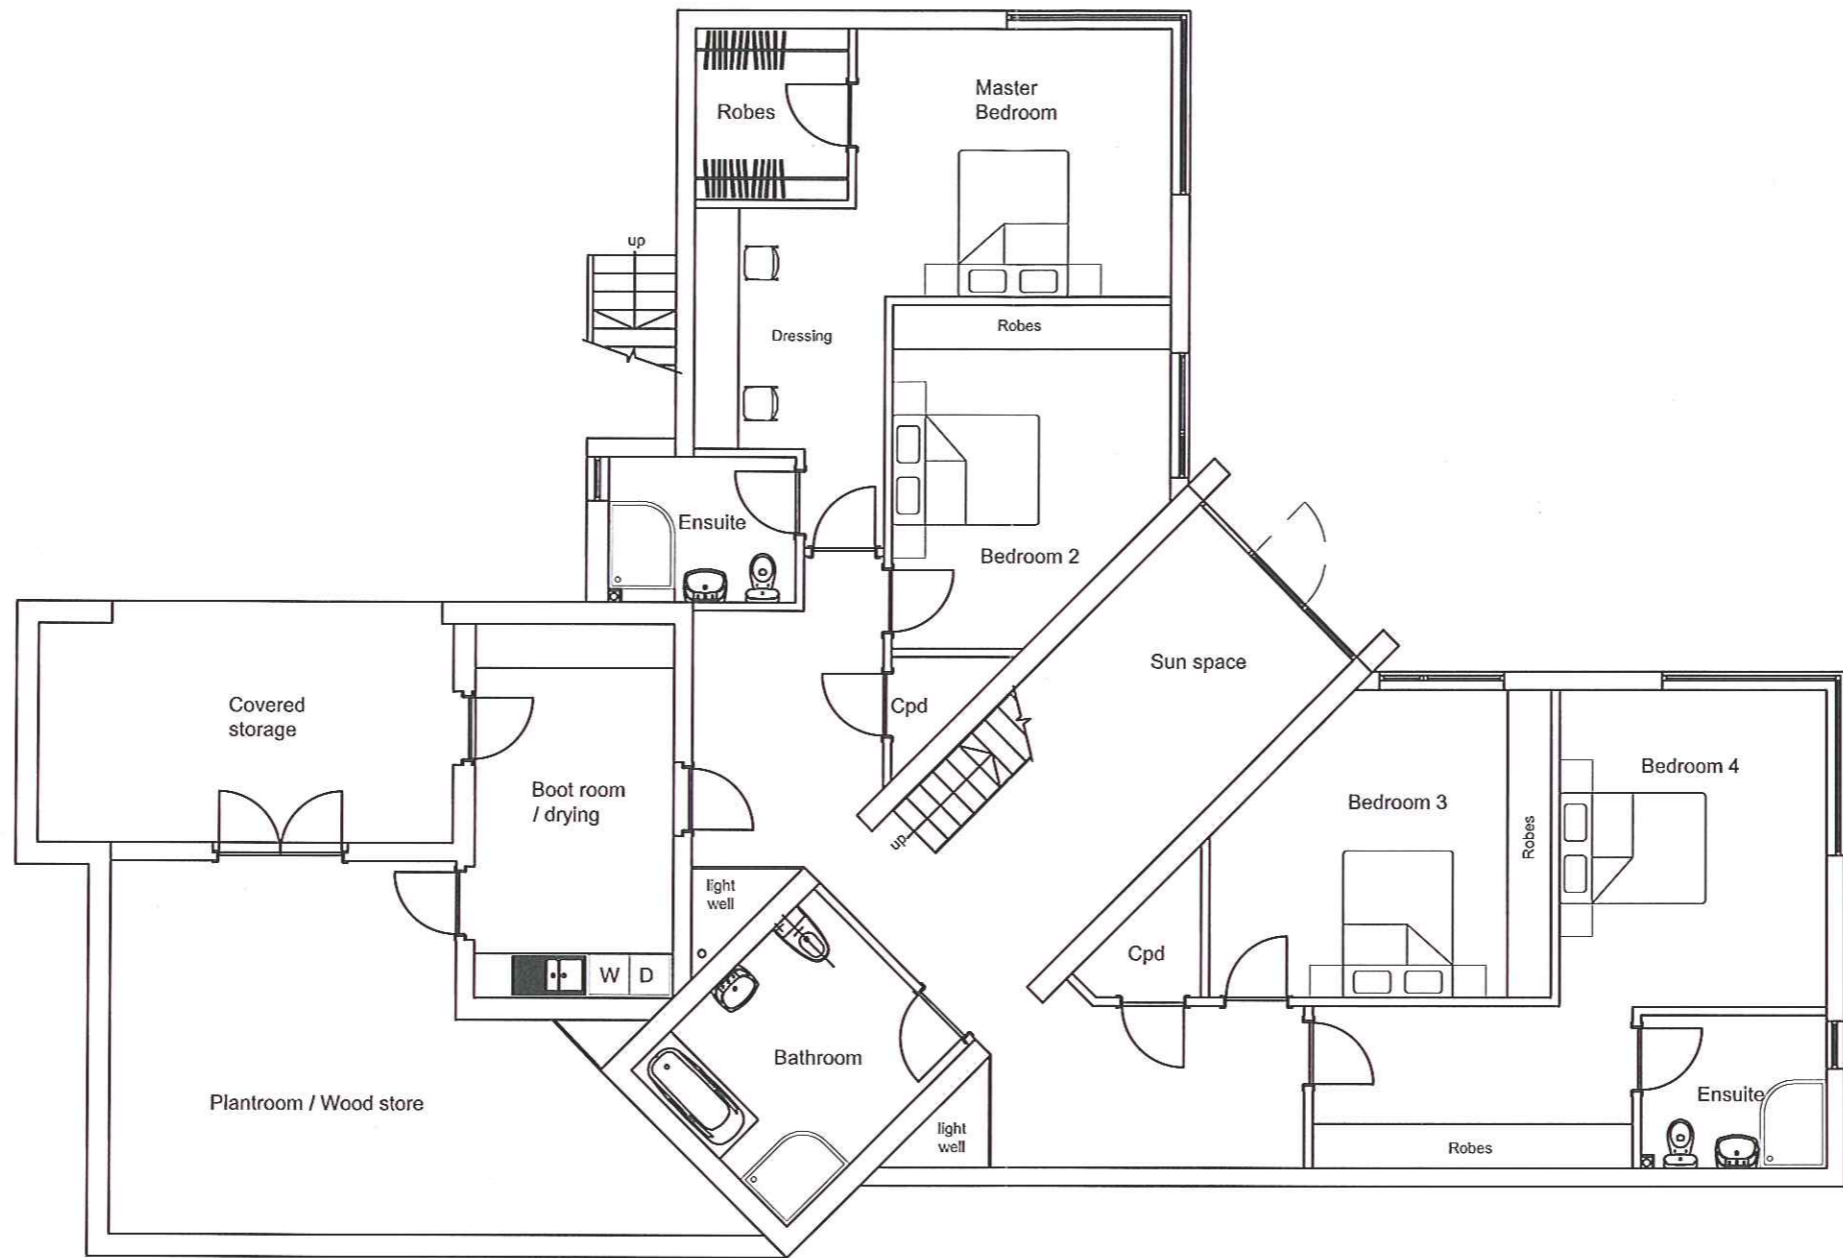 Master
Bedroom
Robes
up
Robes
Dressing
Ensuite
Bedroom 2
Sun space
Covered
storage
Cpd
Bedroom 4
Boot room
/ drying
Bedroom 3
Robes
up
light
well
Cpd
W D
Bathroom
Plantroom / Wood store
Ensuite
light
well
Robes